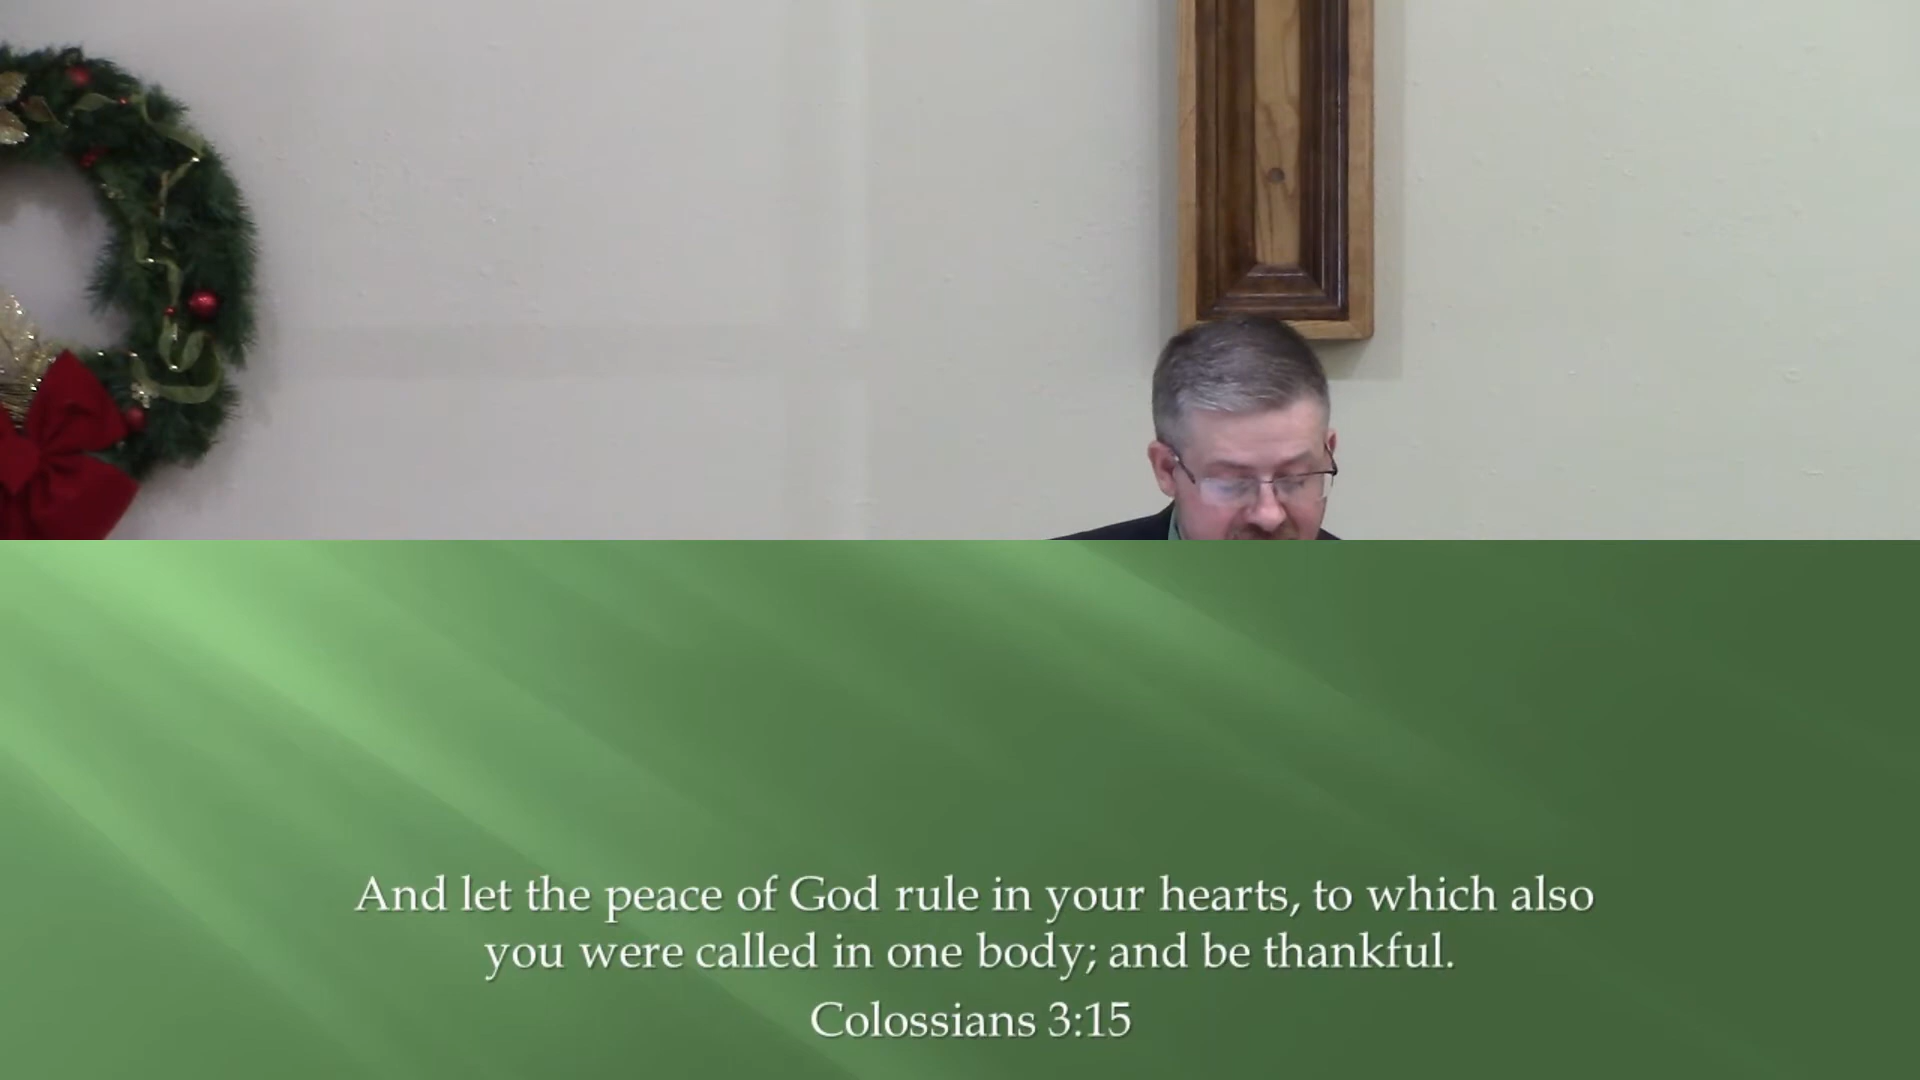 And let the peace of God rule in your hearts, to which also
you were called in one body; and be thankful.
Colossians 3:15